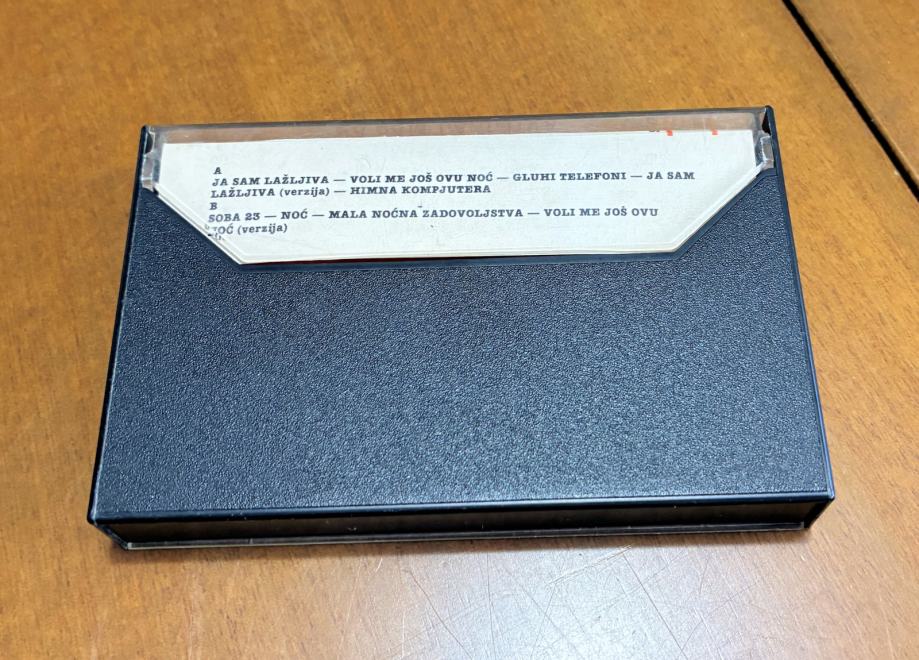 A
JA SAM LAŽLJIVA — VOLI ME JOŠ OVU NOĆ — GLUHI TELEFONI — JA SAM
LAŽLJIVA (verzija) — HIMNA KOMPJUTERA
B
SOBA 23 — NOĆ — MALA NOĆNA ZADOVOLJSTVA — VOLI ME JOŠ OVU
NOĆ (verzija)